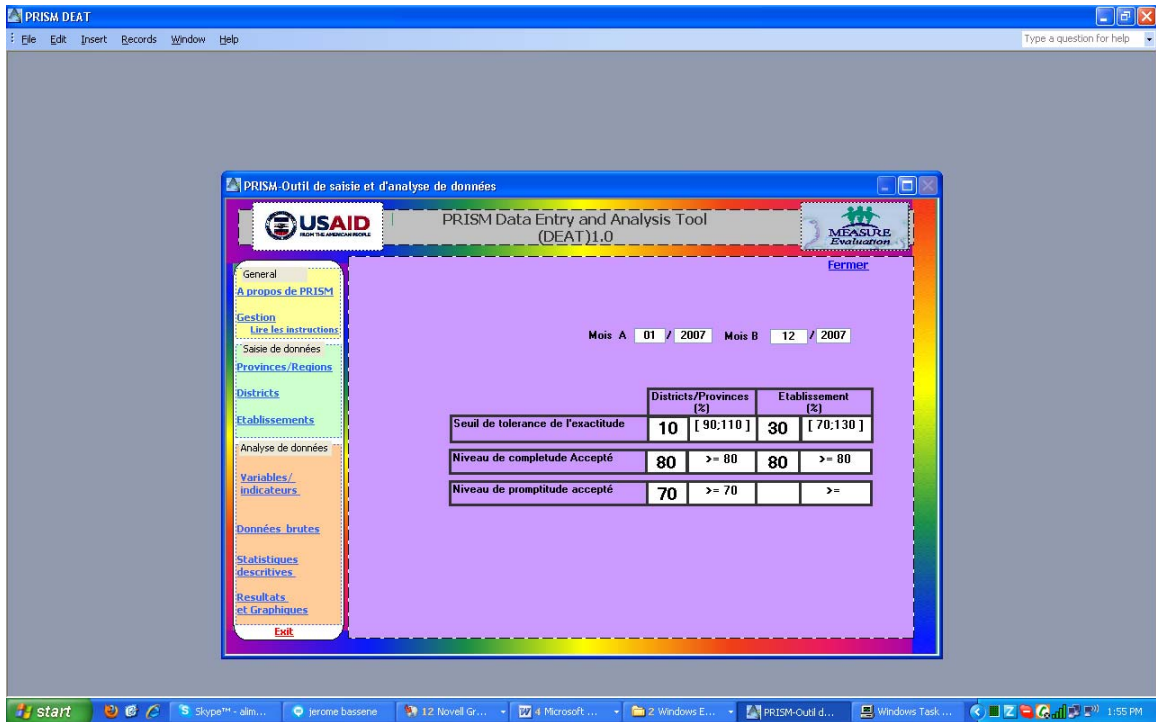 PRISM DEAT
File Edit Insert Records Window Help
Type a question for help
PRISM-Outil de saisie et d'analyse de données
USAID
FROM THE AMERICAN PEOPLE
PRISM Data Entry and Analysis Tool
(DEAT)1.0
MEASURE
Evaluation
Fermer
General
A propos de PRISM
Gestion
Lire les instructions
Saisie de données
Provinces/Regions
Districts
Etablissements
Analyse de données
Variables/
indicateurs
Données brutes
Statistiques
descritives
Resultats
et Graphiques
Exit
Mois A 01 / 2007 Mois B 12 / 2007
Districts/Provinces
(%)
Etablissement
(%)
Seuil de tolerance de l'exactitude 10 [ 90;110 ] 30 [ 70;130 ]
Niveau de completude Accepté 80 >= 80 80 >= 80
Niveau de promptitude accepté 70 >= 70 >=
start Skype™ - alim... jerome bassene 12 Novell Gr... 4 Microsoft ... 2 Windows E... PRISM-Outil d... Windows Task ... 1:55 PM